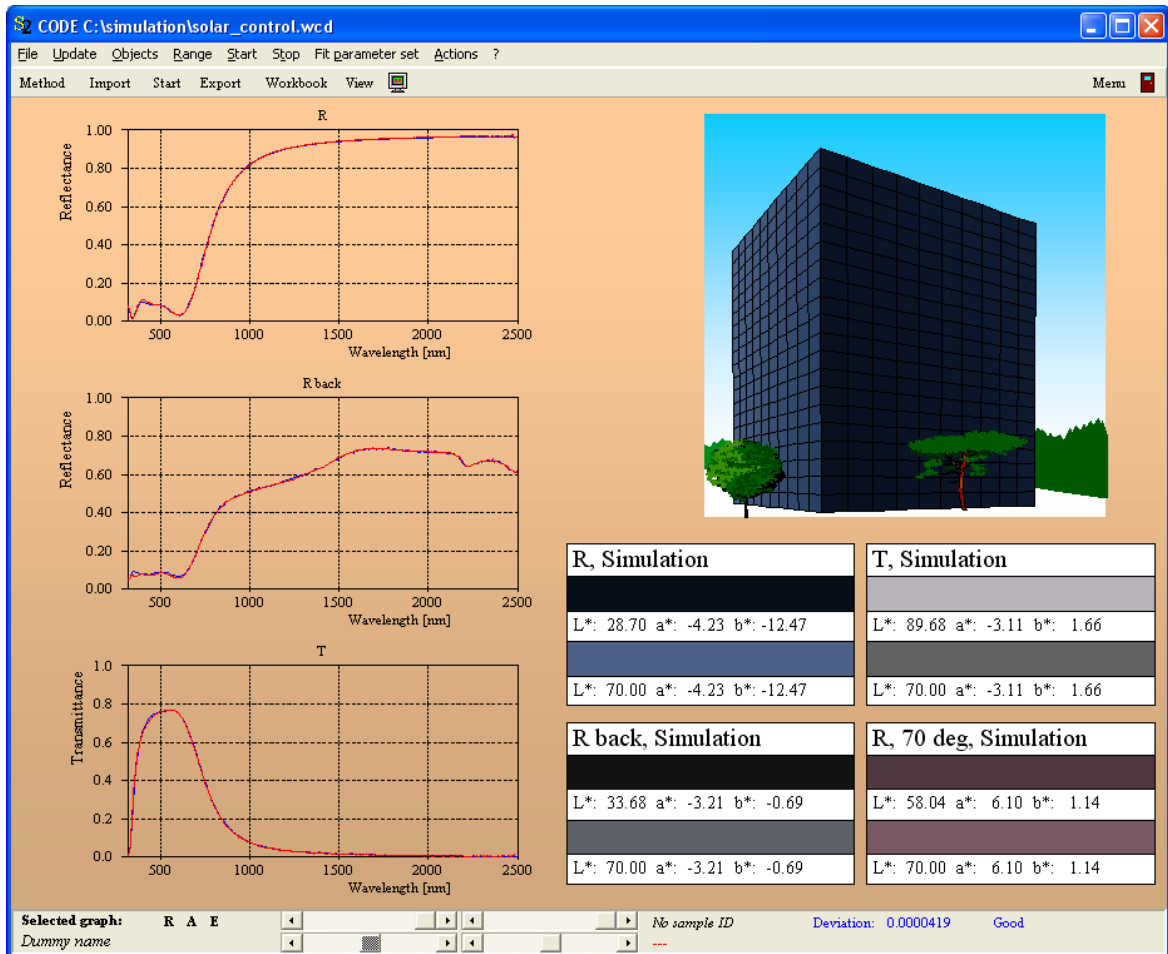 CODE C:\simulation\solar_control.wcd
File Update Objects Range Start Stop Fit parameter set Actions ?
Method Import Start Export Workbook View Menu
R
1.00
0.80
0.60
0.40
0.20
0.00
Reflectance
500 1000 1500 2000 2500
Wavelength [nm]
R back
1.00
0.80
0.60
0.40
0.20
0.00
Reflectance
500 1000 1500 2000 2500
Wavelength [nm]
T
1.0
0.8
0.6
0.4
0.2
0.0
Transmittance
500 1000 1500 2000 2500
Wavelength [nm]
R, Simulation
L*: 28.70 a*: -4.23 b*: -12.47
L*: 70.00 a*: -4.23 b*: -12.47
T, Simulation
L*: 89.68 a*: -3.11 b*: 1.66
L*: 70.00 a*: -3.11 b*: 1.66
R back, Simulation
L*: 33.68 a*: -3.21 b*: -0.69
L*: 70.00 a*: -3.21 b*: -0.69
R, 70 deg, Simulation
L*: 58.04 a*: 6.10 b*: 1.14
L*: 70.00 a*: 6.10 b*: 1.14
Selected graph: R A E No sample ID Deviation: 0.0000419 Good
Dummy name ---